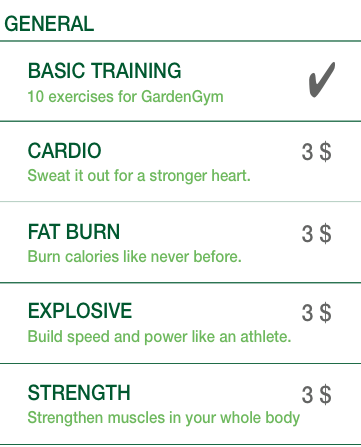 GENERAL
BASIC TRAINING
10 exercises for GardenGym
CARDIO
3 $
Sweat it out for a stronger heart.
FAT BURN
3 $
Burn calories like never before.
EXPLOSIVE
3 $
Build speed and power like an athlete.
STRENGTH
3 $
Strengthen muscles in your whole body